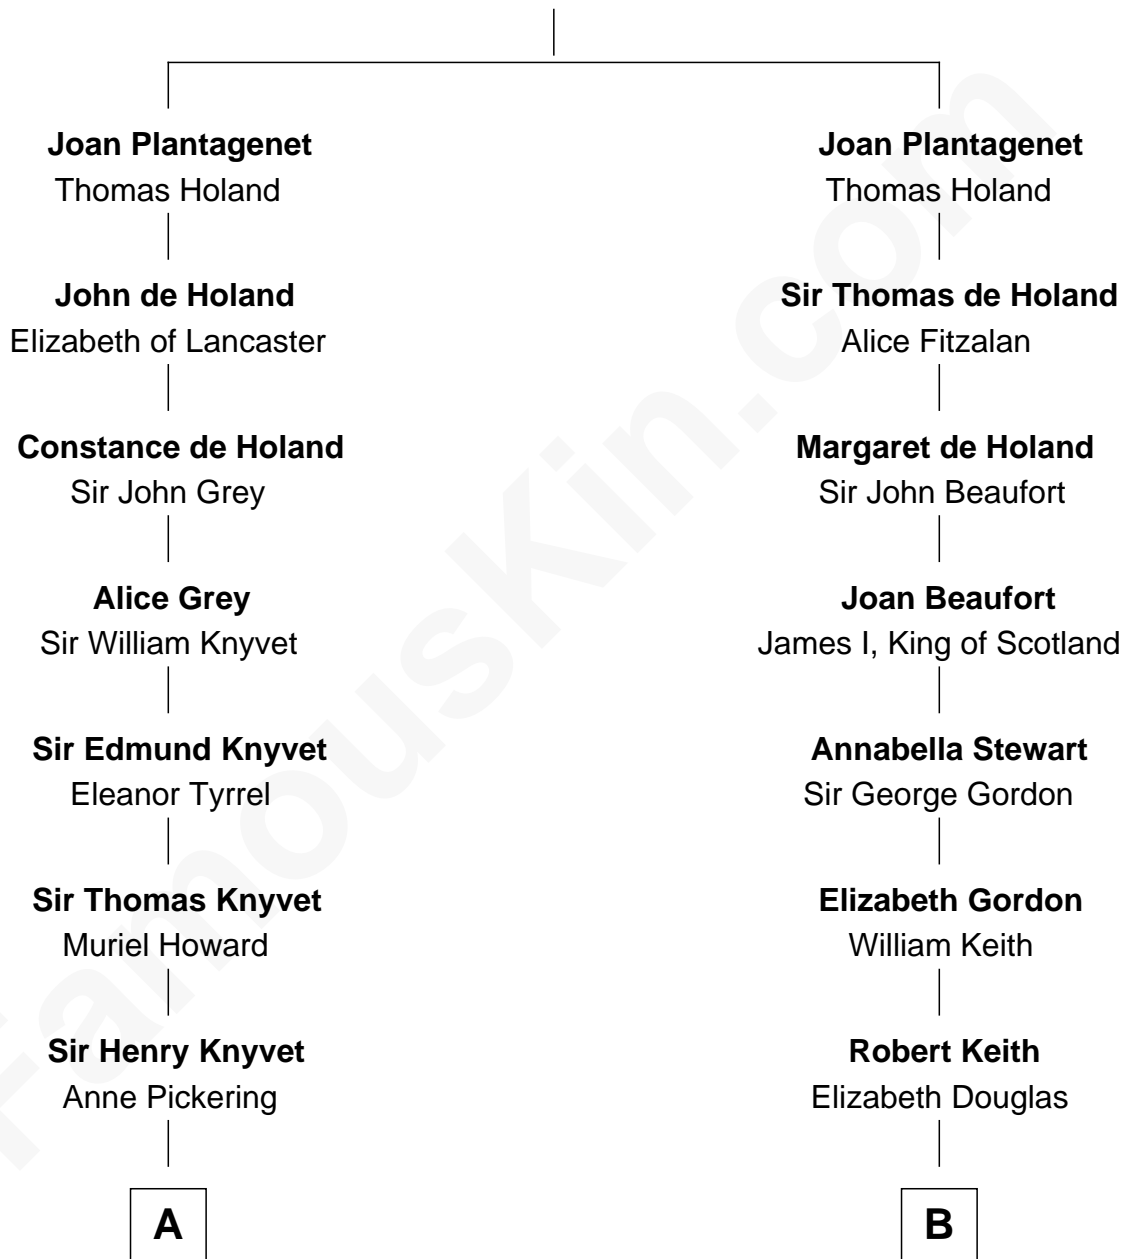 Joan Plantagenet
Thomas Holand
John de Holand
Elizabeth of Lancaster
Constance de Holand
Sir John Grey
Alice Grey
Sir William Knyvet
Sir Edmund Knyvet
Eleanor Tyrrel
Sir Thomas Knyvet
Muriel Howard
Sir Henry Knyvet
Anne Pickering
A
Joan Plantagenet
Thomas Holand
Sir Thomas de Holand
Alice Fitzalan
Margaret de Holand
Sir John Beaufort
Joan Beaufort
James I, King of Scotland
Annabella Stewart
Sir George Gordon
Elizabeth Gordon
William Keith
Robert Keith
Elizabeth Douglas
B
FamousKin.com